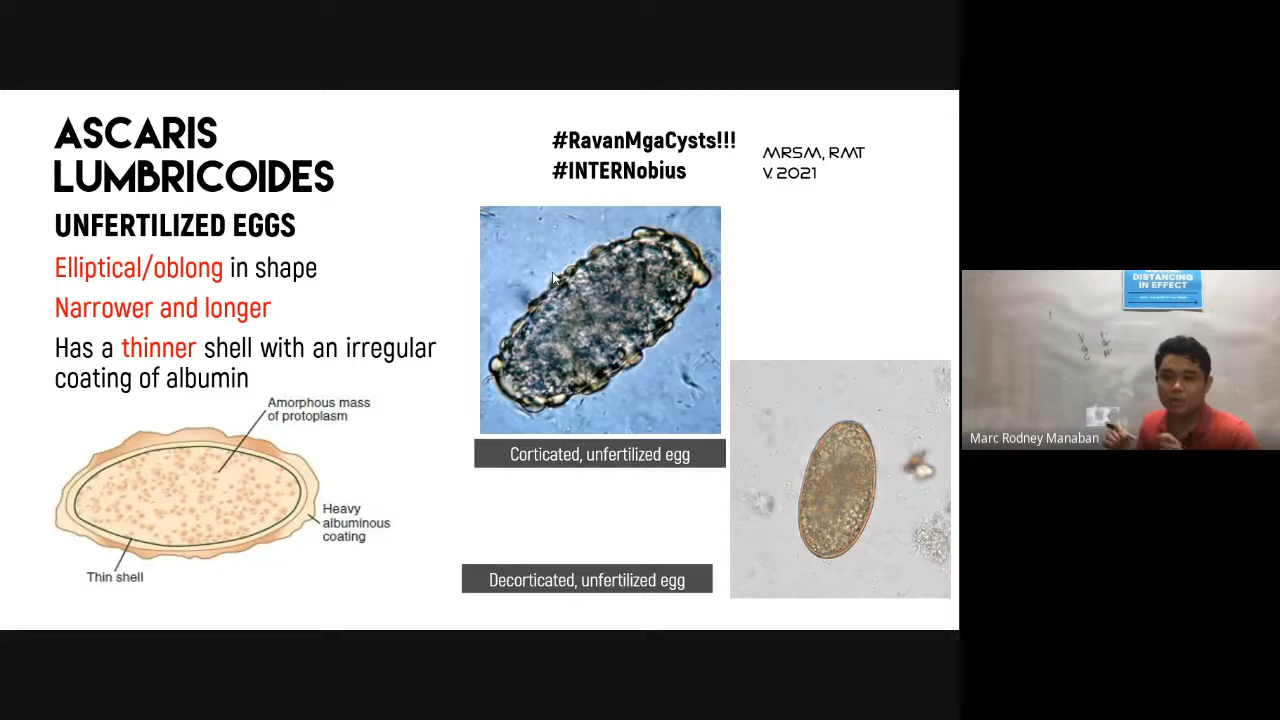 ASCARIS
LUMBRICOIDES
UNFERTILIZED EGGS
Elliptical/oblong in shape
Narrower and longer
Has a thinner shell with an irregular
coating of albumin
Amorphous mass
of protoplasm
Heavy
albuminous
coating
Thin shell
#RavanMgaCysts!!!
#INTERNobius
MRSM, RMT
V. 2021
Corticated, unfertilized egg
Decorticated, unfertilized egg
DISTANCING
IN EFFECT
Marc Rodney Manaban